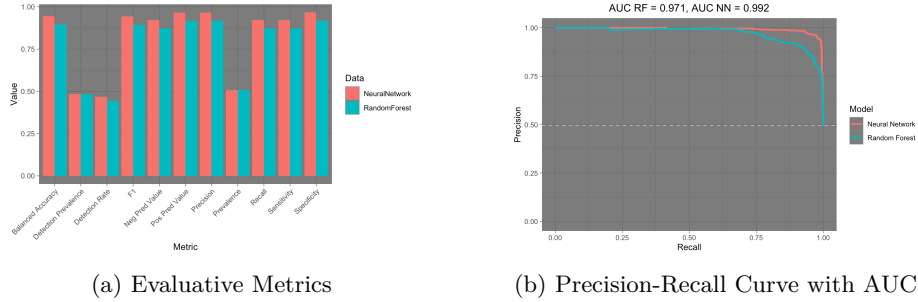 1.00
0.75
0.50
0.25
0.00
Value
Balanced Accuracy
Detection Prevalence
Detection Rate
F1
Neg Pred Value
Pos Pred Value
Precision
Prevalence
Recall
Sensitivity
Specificity
Metric
Data
NeuralNetwork
RandomForest
(a) Evaluative Metrics
AUC RF = 0.971, AUC NN = 0.992
1.00
0.75
0.50
0.25
0.00
Precision
0.00 0.25 0.50 0.75 1.00
Recall
Model
Neural Network
Random Forest
(b) Precision-Recall Curve with AUC